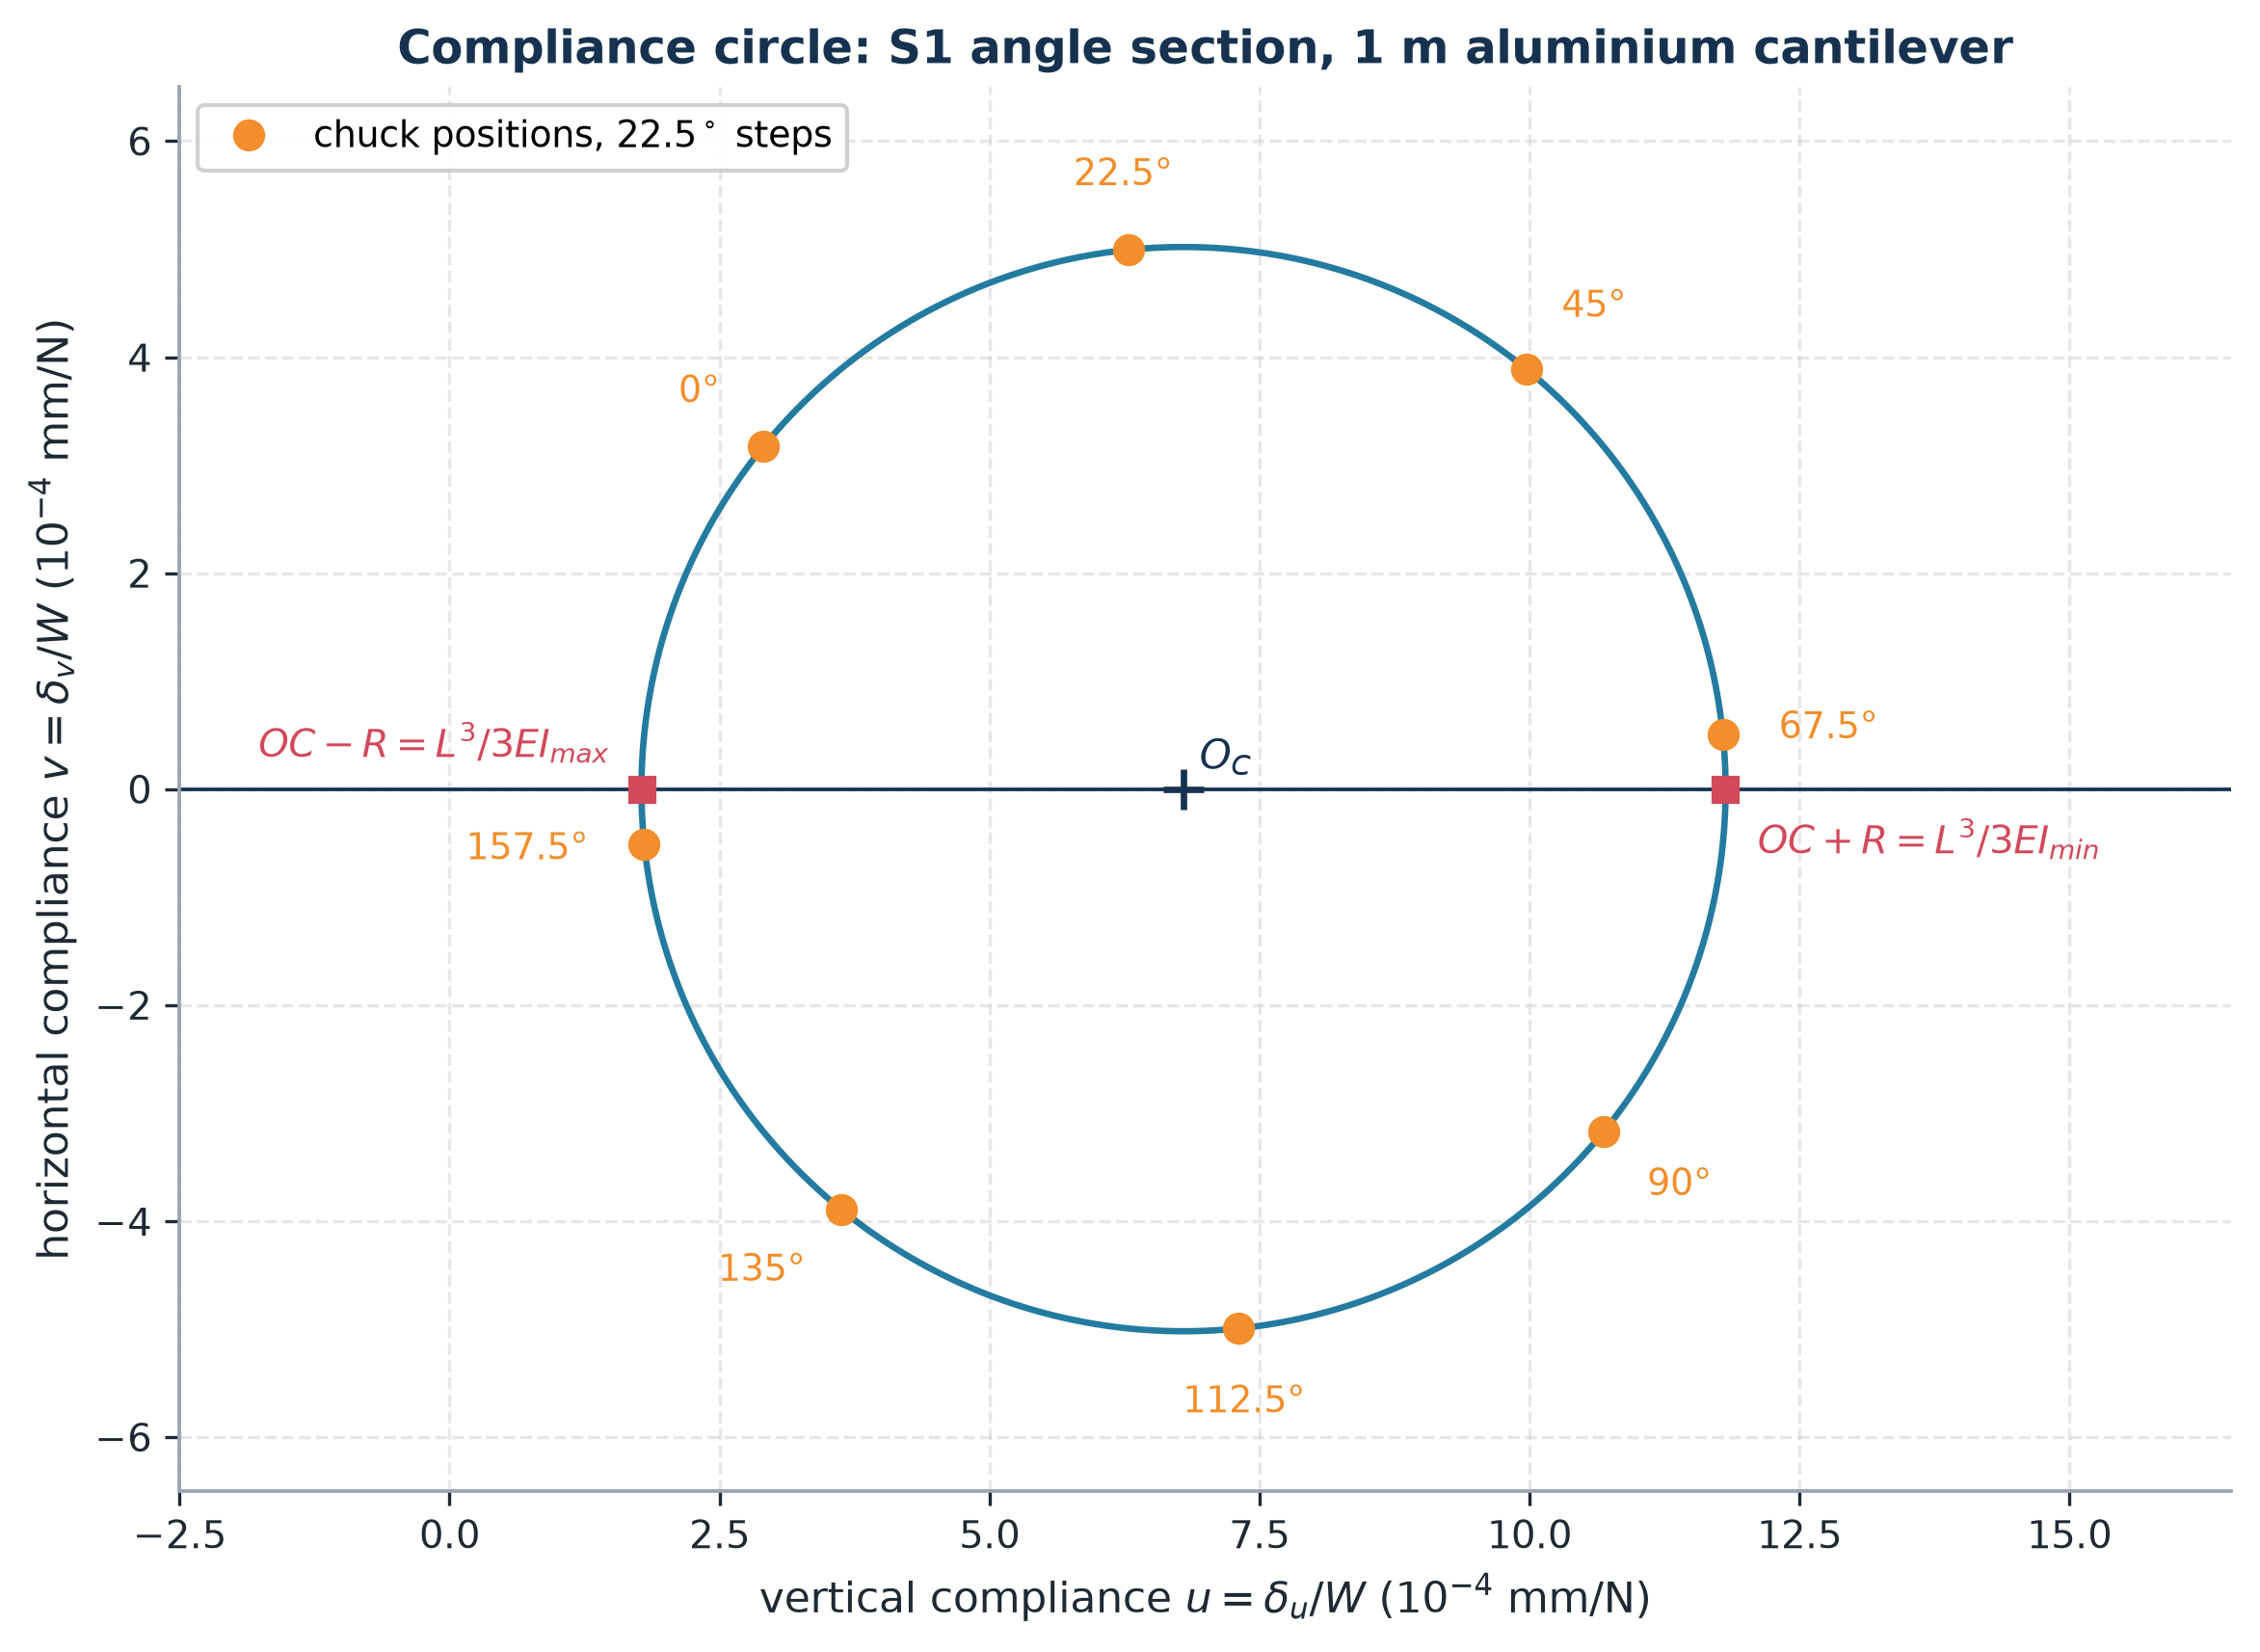 Compliance circle: S1 angle section, 1 m aluminium cantilever
chuck positions, 22.5° steps
22.5°
45°
0°
67.5°
OC − R = L³/3EI_max
O_C
157.5°
OC + R = L³/3EI_min
90°
135°
112.5°
6
4
2
0
−2
−4
−6
horizontal compliance v = δ_v/W (10⁻⁴ mm/N)
−2.5 0.0 2.5 5.0 7.5 10.0 12.5 15.0
vertical compliance u = δ_u/W (10⁻⁴ mm/N)